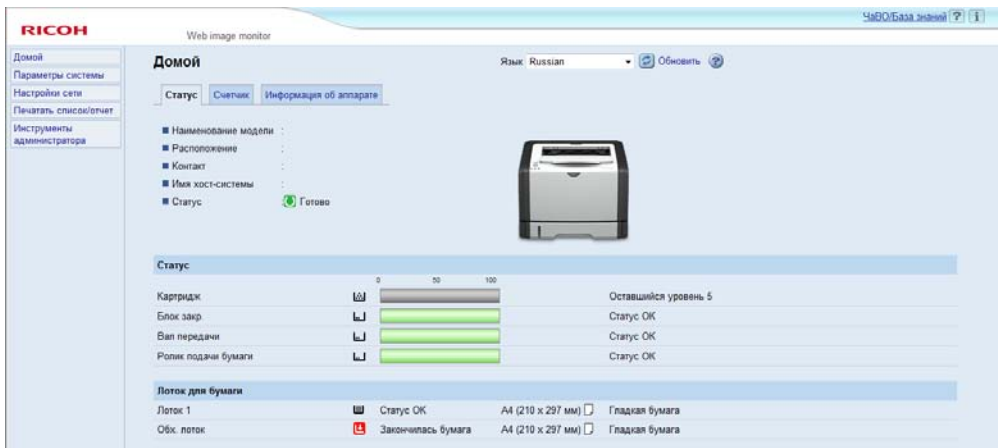 ЧаВО/База знаний ? i
RICOH
Web image monitor
Домой
Параметры системы
Настройки сети
Печатать список/отчет
Инструменты
администратора
Домой
Язык Russian Обновить ?
Статус Счетчик Информация об аппарате
Наименование модели :
Расположение :
Контакт :
Имя хост-системы :
Статус : Готово
Статус
0 50 100
Картридж Оставшийся уровень 5
Блок закр. Статус OK
Вал передачи Статус OK
Ролик подачи бумаги Статус OK
Лоток для бумаги
Лоток 1 Статус OK A4 (210 x 297 мм) Гладкая бумага
Обх. лоток Закончилась бумага A4 (210 x 297 мм) Гладкая бумага